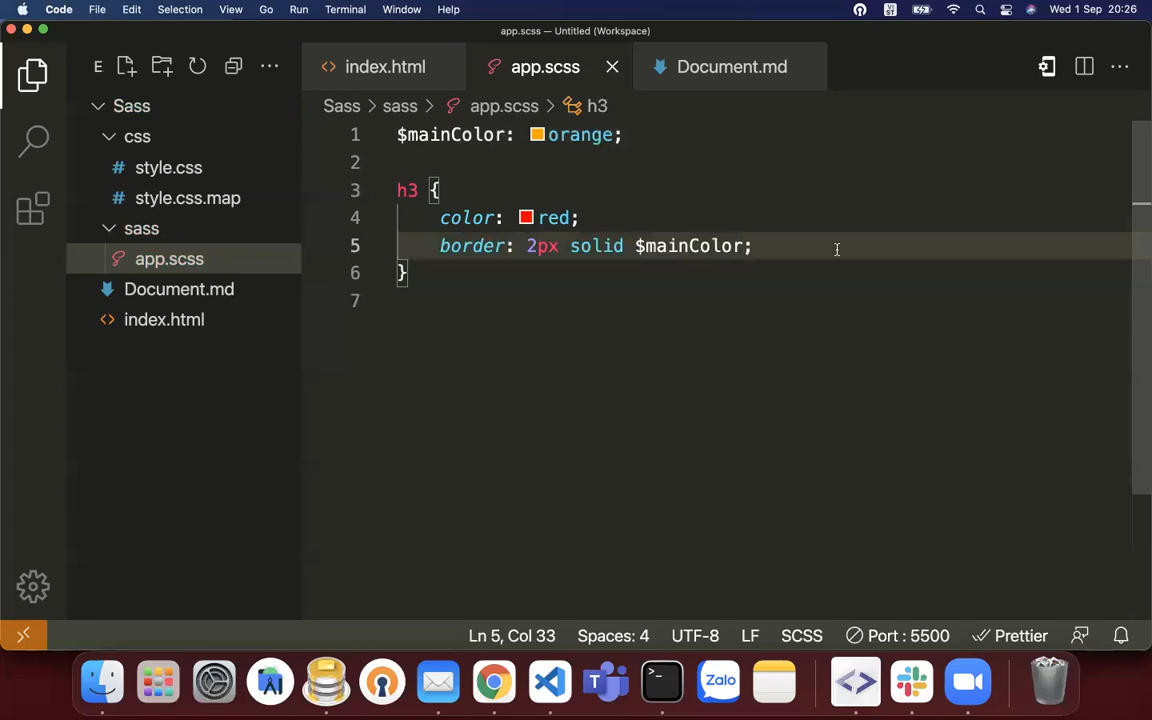 Code File Edit Selection View Go Run Terminal Window Help VI ST Wed 1 Sep 20:26
app.scss — Untitled (Workspace)
E
index.html app.scss Document.md
Sass Sass > sass > app.scss > h3
css
style.css
style.css.map
sass
app.scss
Document.md
index.html
1 $mainColor: orange;
2
3 h3 {
4 color: red;
5 border: 2px solid $mainColor;
6 }
7
Ln 5, Col 33 Spaces: 4 UTF-8 LF SCSS Port : 5500 Prettier
Zalo